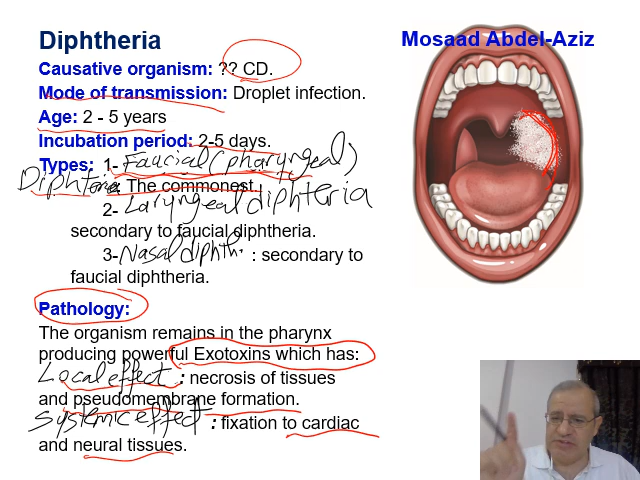 Diphtheria
Mosaad Abdel-Aziz
Causative organism: ?? CD.
Mode of transmission: Droplet infection.
Age: 2 - 5 years
Incubation period: 2-5 days.
Types: 1- Faucial (pharyngeal)
Diphtheria: The commonest.
2- Laryngeal diphteria
secondary to faucial diphtheria.
3- Nasal diphth. : secondary to
faucial diphtheria.
Pathology:
The organism remains in the pharynx
producing powerful Exotoxins which has:
Local effect : necrosis of tissues
and pseudomembrane formation.
Systemic effect : fixation to cardiac
and neural tissues.